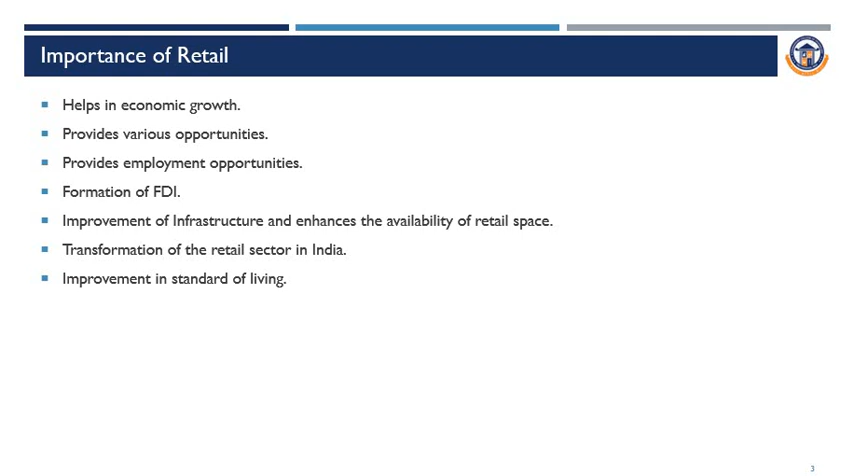 Importance of Retail
Helps in economic growth.
Provides various opportunities.
Provides employment opportunities.
Formation of FDI.
Improvement of Infrastructure and enhances the availability of retail space.
Transformation of the retail sector in India.
Improvement in standard of living.
3